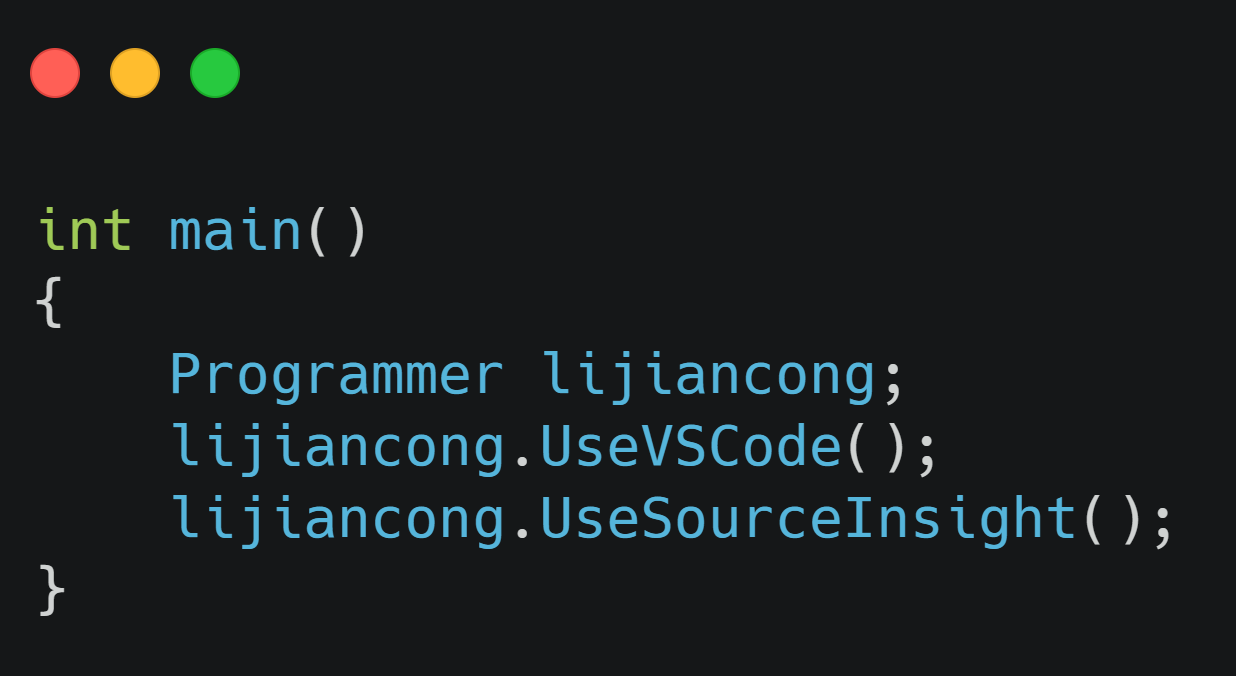 int main()
{
    Programmer lijiancong;
    lijiancong.UseVSCode();
    lijiancong.UseSourceInsight();
}